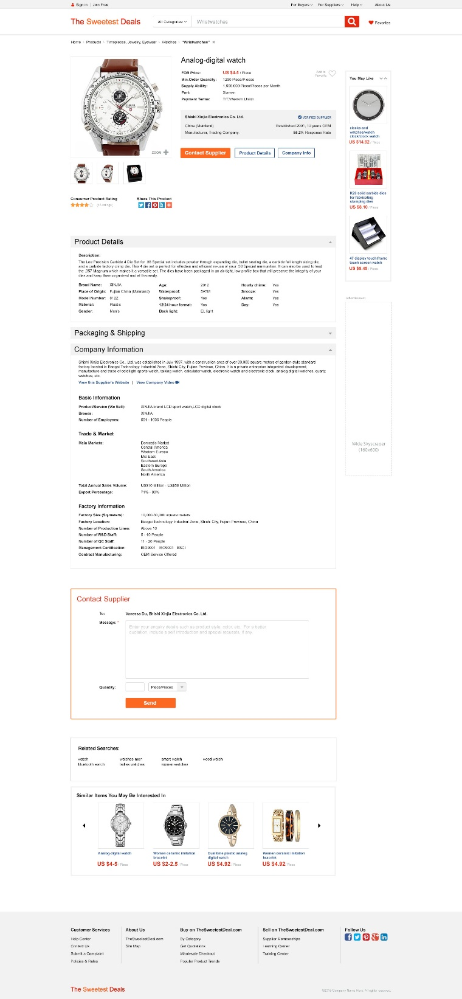 Sign in | Join Free
For Buyers
For Suppliers
Help
About Us
The Sweetest Deals
All Categories
Wristwatches
Favorites
Home
Products
Timepieces, Jewelry, Eyewear
Watches
"Wristwatches"
Analog-digital watch
FOB Price: US $4-5 / Piece
Min.Order Quantity: 1200 Piece/Pieces
Supply Ability: 1,500,000 Piece/Pieces per Month
Port: Xiamen
Payment Terms: T/T,Western Union
Add to
Favorite
Shishi Xinjia Electronics Co. Ltd.
VERIFIED SUPPLIER
China (Mainland)
Established 2001, 10 years OEM
Manufacturer, Trading Company
55.2% Response Rate
ZOOM
Contact Supplier
Product Details
Company Info
Consumer Product Rating
Share This Product
You May Like
clocks and
watches/watch
clock/clock watch
US $14.92 / Piece
K20 solid carbide dies
for fabricating
stamping dies
US $8.10 / Piece
47 display touch frame
touch screen watch
US $5.45 / Piece
Advertisement
Wide Skyscraper
(160x600)
Product Details
Description:
The Lee Precision Carbide 4 Die Set for .38 Special set includes powder through expanding die, bullet seating die, a carbide full length sizing die,
and a carbide factory crimp die. This 4 die set is perfect for effective and efficient re-use of your .38 Special ammunition. It can also be used to load
the .357 Magnum which makes it a versatile set. The dies have been packaged in an air-tight, low profile box that will preserve the integrity of your
dies and keep them organized and at the ready.
Brand Name: XINJIA
Age: 2012
Hourly chime: Yes
Place of Origin: Fujian China (Mainland)
Waterproof: 5ATM
Snooze: Yes
Model Number: 812Z
Shakeproof: Yes
Alarm: Yes
Material: Plastic
12/24 hour format: Yes
Day: Yes
Gender: Men's
Back light: EL light
Packaging & Shipping
Company Information
Shishi Xinjia Electronics Co., Ltd. was established in July 1997, with a construction area of over 30,000 square meters of garden-style standard
factory located in Baogai Technology Industrial Zone, Shishi City, Fujian Province, China. It is a private enterprise integrated development,
manufacture and trade of cold light sports watch, talking watch, calculator watch, electronic watch and electronic clock, analog digital watches, quartz
watches, etc.
View this Supplier's Website | View Company Video
Basic Information
Product/Service (We Sell): XINJIA brand LCD sport watch,LCD digital clock
Brands: XINJIA
Number of Employees: 501 - 1000 People
Trade & Market
Main Markets: Domestic Market
Central America
Western Europe
Mid East
Southeast Asia
Eastern Europe
South America
North America
Total Annual Sales Volume: US$10 Million - US$50 Million
Export Percentage: 71% - 80%
Factory Information
Factory Size (Sq.meters): 10,000-30,000 square meters
Factory Location: Baogai Technology Industrial Zone, Shishi City, Fujian Province, China
Number of Production Lines: Above 10
Number of R&D Staff: 5 - 10 People
Number of QC Staff: 11 - 20 People
Management Certification: ISO9001 ISO9001 BSCI
Contract Manufacturing: OEM Service Offered
Contact Supplier
To: Vanessa Du, Shishi Xinjia Electronics Co. Ltd.
Message: *
Enter your enquiry details such as product style, color, etc. For a better
quotation include a self introduction and special requests, if any
Quantity:
Piece/Pieces
Send
Related Searches:
watch
watches men
smart watch
wood watch
bluetooth watch
ladies watches
women watches
Similar Items You May Be Interested In
Analog-digital watch
US $4-5 / Piece
Women ceramic imitation
bracelet
US $2-2.5 / Piece
Dual time plastic analog
digital watch
US $4.92 / Piece
Women ceramic imitation
bracelet
US $4.92 / Piece
Customer Services
Help Center
Contact Us
Submit a Complaint
Policies & Rules
About Us
TheSweetestDeal.com
Site Map
Buy on TheSweetestDeal.com
By Category
Get Quotations
Wholesale Checkout
Popular Product Trends
Sell on TheSweetestDeal.com
Supplier Memberships
Learning Center
Training Center
Follow Us
The Sweetest Deals
©2015 Company Name Here. All rights reserved.